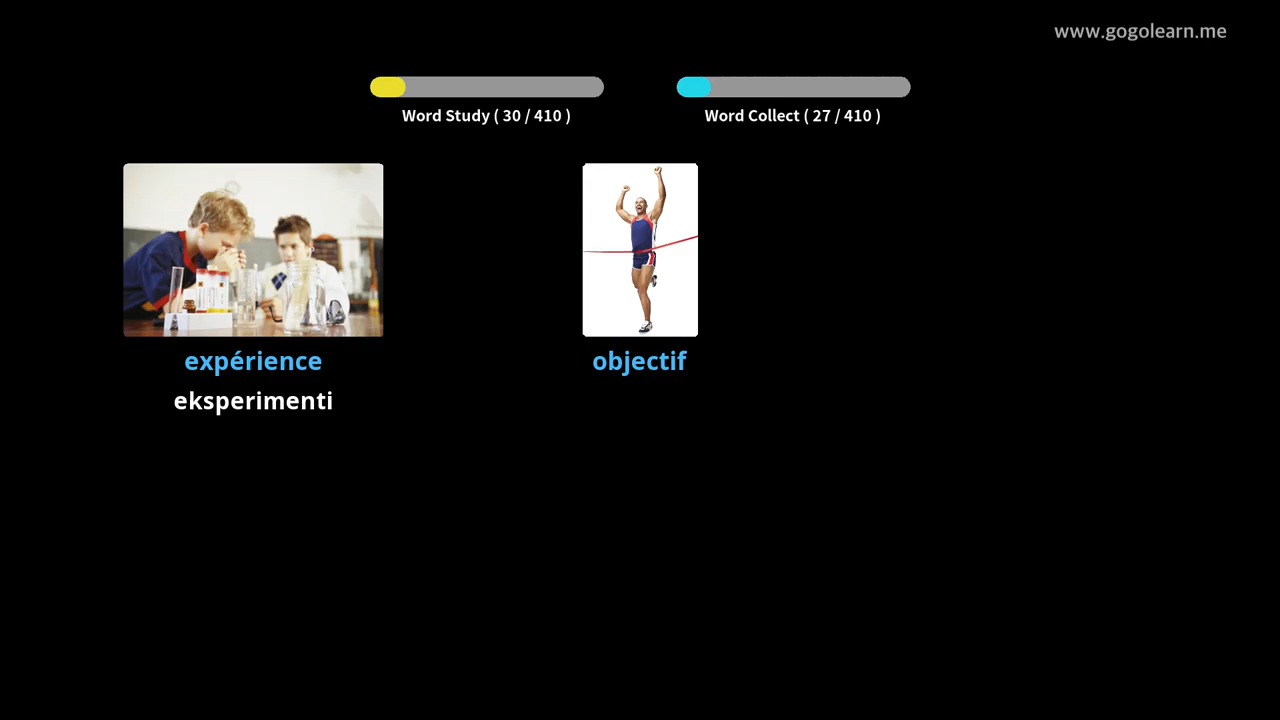 www.gogolearn.me
Word Study ( 30 / 410 )
Word Collect ( 27 / 410 )
expérience
objectif
eksperimenti